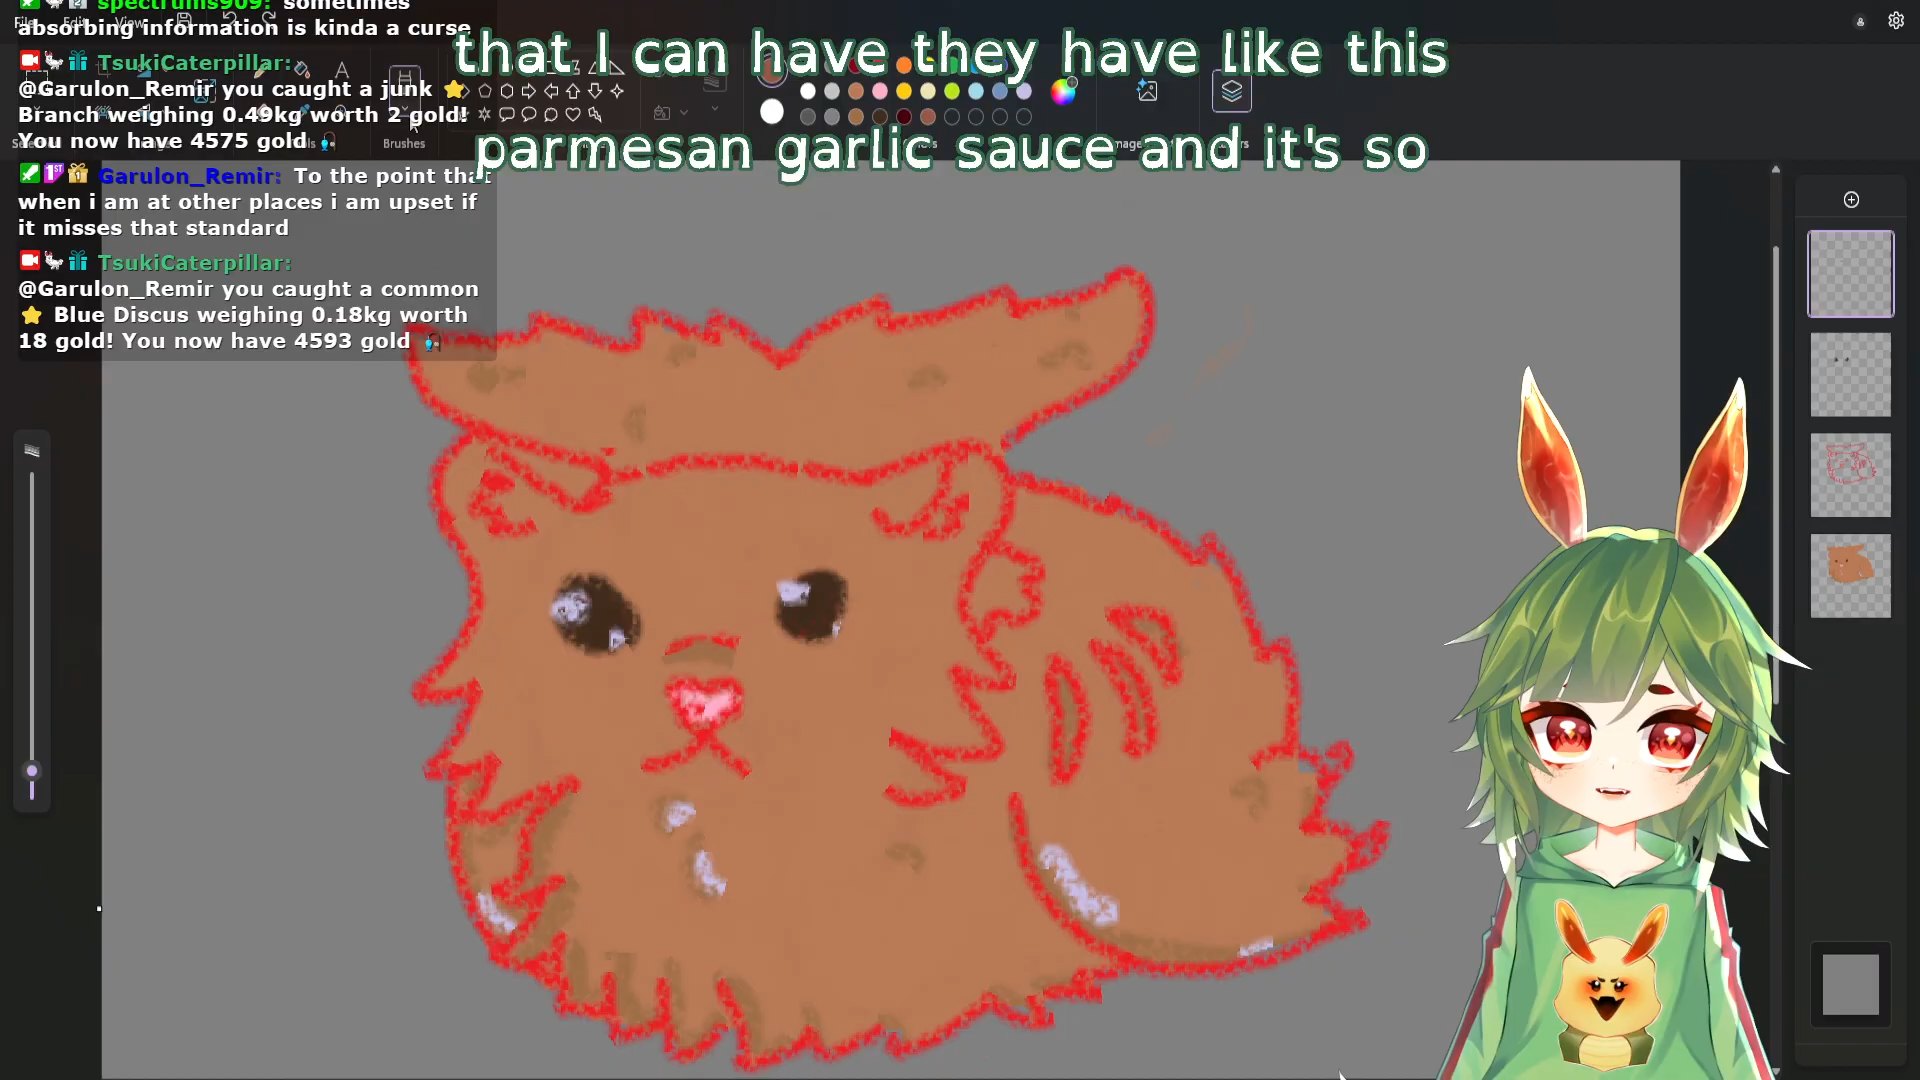 spectrums909: sometimes
absorbing information is kinda a curse
TsukiCaterpillar:
@Garulon_Remir you caught a junk ⭐
Branch weighing 0.49kg worth 2 gold!
You now have 4575 gold
Garulon_Remir: To the point that
when i am at other places i am upset if
it misses that standard
TsukiCaterpillar:
@Garulon_Remir you caught a common
⭐ Blue Discus weighing 0.18kg worth
18 gold! You now have 4593 gold
that I can have they have like this
parmesan garlic sauce and it's so
File Edit View
Brushes